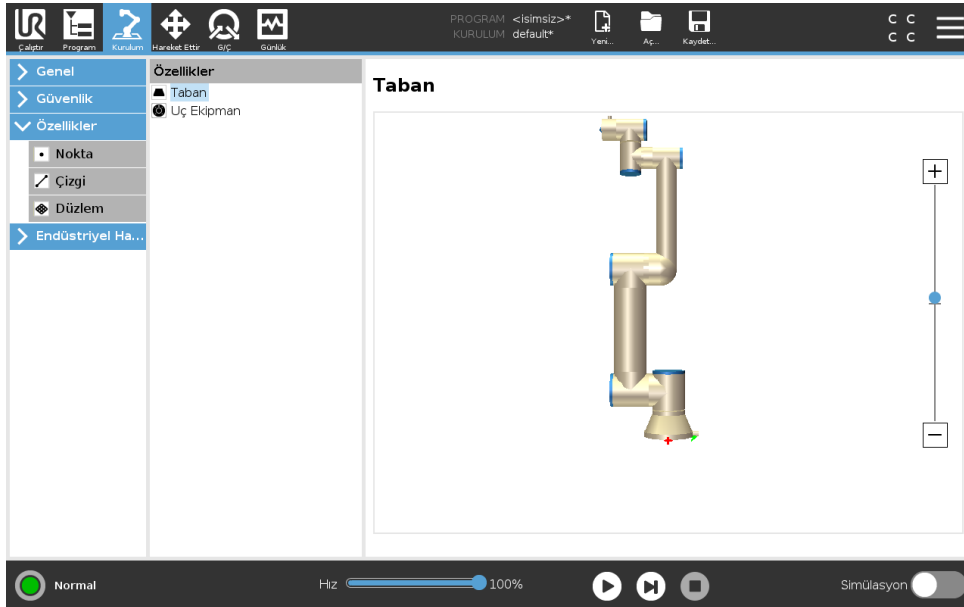 PROGRAM <isimsiz>*
KURULUM default*
C C
C C
Çalıştır Program Kurulum Hareket Ettir G/Ç Günlük Yeni... Aç... Kaydet...
Genel
Güvenlik
Özellikler
Nokta
Çizgi
Düzlem
Endüstriyel Ha...
Özellikler
Taban
Uç Ekipman
Taban
Normal
Hız 100%
Simülasyon